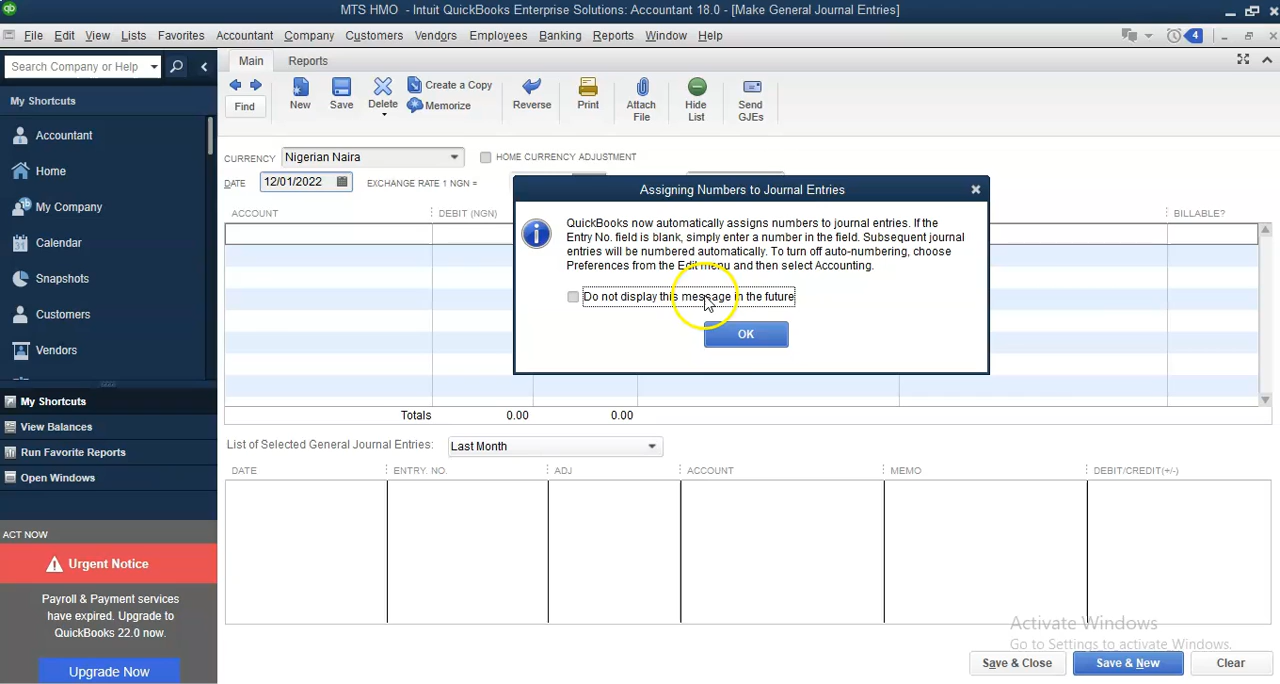 MTS HMO - Intuit QuickBooks Enterprise Solutions: Accountant 18.0 - [Make General Journal Entries]
File Edit View Lists Favorites Accountant Company Customers Vendors Employees Banking Reports Window Help 4
Search Company or Help
My Shortcuts
Accountant
Home
My Company
Calendar
Snapshots
Customers
Vendors
My Shortcuts
View Balances
Run Favorite Reports
Open Windows
ACT NOW
Urgent Notice
Payroll & Payment services
have expired. Upgrade to
QuickBooks 22.0 now.
Upgrade Now
Main Reports
Find
New
Save
Delete
Create a Copy
Memorize
Reverse
Print
Attach
File
Hide
List
Send
GJEs
CURRENCY Nigerian Naira HOME CURRENCY ADJUSTMENT
DATE 12/01/2022 EXCHANGE RATE 1 NGN =
ACCOUNT DEBIT (NGN) BILLABLE?
Assigning Numbers to Journal Entries
QuickBooks now automatically assigns numbers to journal entries. If the
Entry No. field is blank, simply enter a number in the field. Subsequent journal
entries will be numbered automatically. To turn off auto-numbering, choose
Preferences from the Edit menu and then select Accounting.
Do not display this message in the future
OK
Totals 0.00 0.00
List of Selected General Journal Entries: Last Month
DATE ENTRY. NO. ADJ ACCOUNT MEMO DEBIT/CREDIT(+/-)
Activate Windows
Go to Settings to activate Windows.
Save & Close Save & New Clear